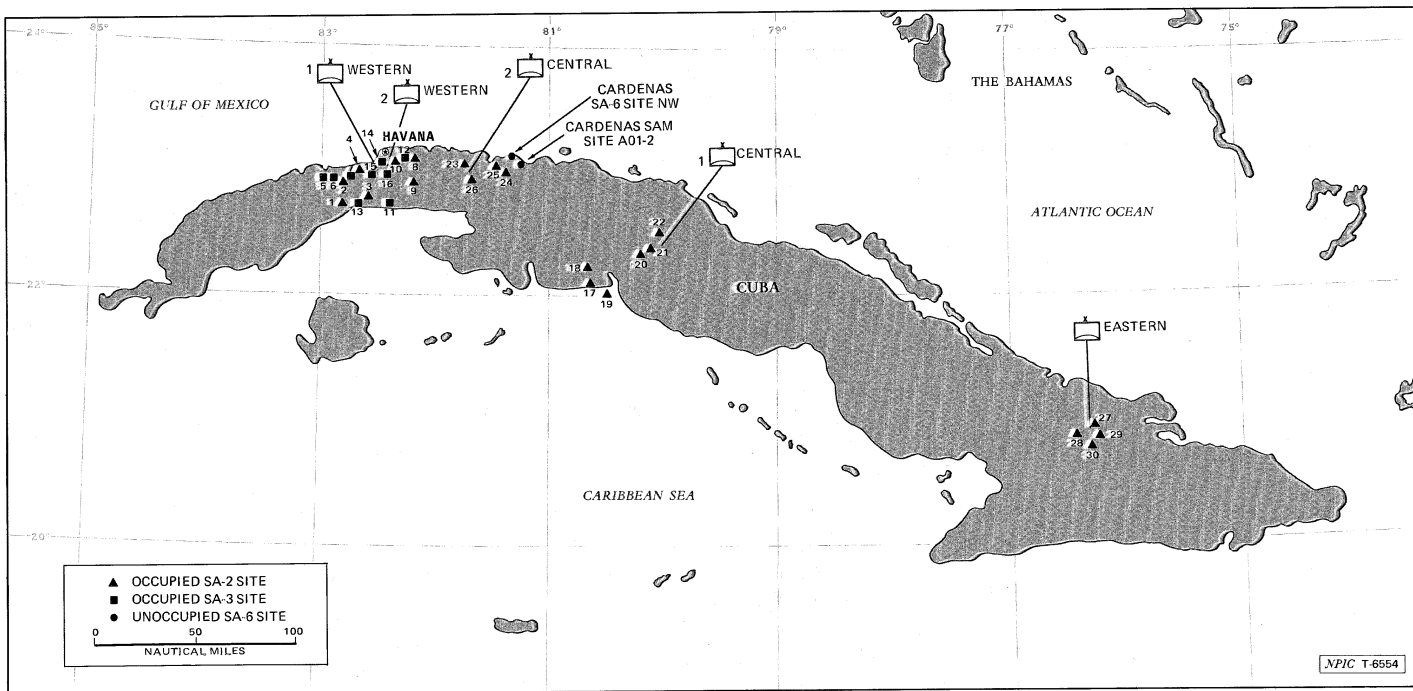 24°
85°
83°
81°
79°
77°
75°
1
WESTERN
2
CENTRAL
2
WESTERN
CARDENAS
SA-6 SITE NW
THE BAHAMAS
GULF OF MEXICO
14
HAVANA
CARDENAS SAM
SITE A01-2
4
1
CENTRAL
7
15
12
10
8
23
25
24
5
6
2
16
9
26
3
1
13
11
ATLANTIC OCEAN
22
21
20
18
17
19
22°
CUBA
EASTERN
27
28
29
30
CARIBBEAN SEA
20°
OCCUPIED SA-2 SITE
OCCUPIED SA-3 SITE
UNOCCUPIED SA-6 SITE
0 50 100
NAUTICAL MILES
NPIC T-6554